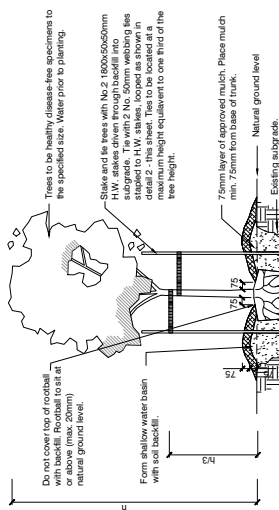 Trees to be healthy disease-free specimens to
the specified size. Water prior to planting.
Stake and tie trees with No.2 1800x50x50mm
H.W. stakes driven through backfill into
subgrade. Tie with 2 No. 50mm webbing ties
stapled to H.W. stakes, looped as shown in
detail 2 - this sheet. Ties to be located at a
maximum height equilavent to one third of the
tree height.
75mm layer of approved mulch. Place mulch
min. 75mm from base of trunk.
Natural ground level
Existing subgrade.
Do not cover top of rootball
with backfill. Rootball to sit at
or above (max. 20mm)
natural ground level.
Form shallow water basin
with soil backfill.
h
h/3
75
75
75